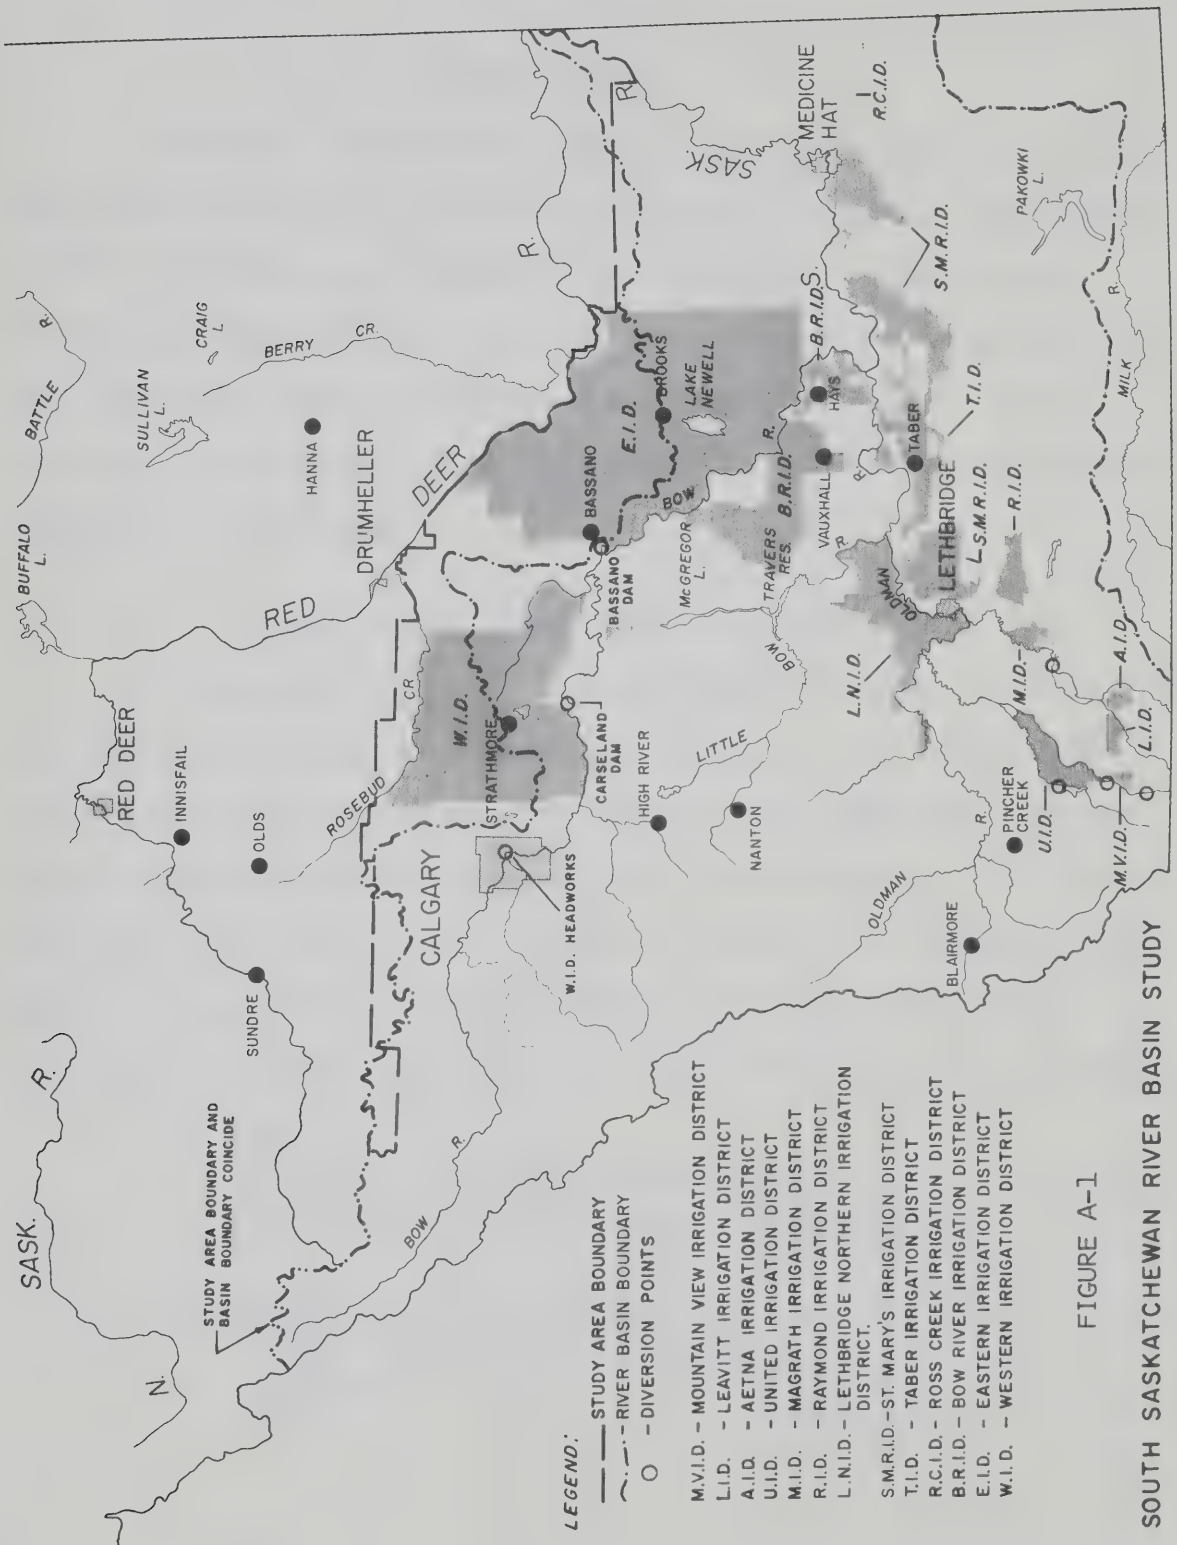 SASK.
R.
N.
BATTLE
R.
BUFFALO
L.
SULLIVAN
L.
CRAIG
L.
BERRY
CR.
RED DEER
INNISFAIL
HANNA
OLDS
SUNDRE
DRUMHELLER
RED
DEER
R.
ROSEBUD
CR.
STUDY AREA BOUNDARY AND
BASIN BOUNDARY COINCIDE
BOW
R.
CALGARY
W.I.D.
STRATHMORE
W.I.D. HEADWORKS
CARSELAND
DAM
BASSANO
BASSANO
DAM
E.I.D.
BROOKS
LAKE
NEWELL
BOW
R.
R.
SASK.
HIGH RIVER
McGREGOR
L.
LITTLE
BOW
TRAVERS
RES.
B.R.I.D.
B.R.I.D.
S.
HAYS
VAUXHALL
R.
NANTON
MEDICINE
HAT
R.C.I.D.
S.M.R.I.D.
TABER
T.I.D.
R.
OLDMAN
L.N.I.D.
LETHBRIDGE
S.M.R.I.D.
R.I.D.
OLDMAN
R.
BLAIRMORE
PINCHER
CREEK
U.I.D.
M.I.D.
M.V.I.D.
L.I.D.
A.I.D.
PAKOWKI
L.
MILK
R.
LEGEND:
— STUDY AREA BOUNDARY
- RIVER BASIN BOUNDARY
- DIVERSION POINTS
M.V.I.D. - MOUNTAIN VIEW IRRIGATION DISTRICT
L.I.D. - LEAVITT IRRIGATION DISTRICT
A.I.D. - AETNA IRRIGATION DISTRICT
U.I.D. - UNITED IRRIGATION DISTRICT
M.I.D. - MAGRATH IRRIGATION DISTRICT
R.I.D. - RAYMOND IRRIGATION DISTRICT
L.N.I.D. - LETHBRIDGE NORTHERN IRRIGATION
DISTRICT.
S.M.R.I.D. - ST. MARY'S IRRIGATION DISTRICT
T.I.D. - TABER IRRIGATION DISTRICT
R.C.I.D. - ROSS CREEK IRRIGATION DISTRICT
B.R.I.D. - BOW RIVER IRRIGATION DISTRICT
E.I.D. - EASTERN IRRIGATION DISTRICT
W.I.D. - WESTERN IRRIGATION DISTRICT
FIGURE A-1
SOUTH SASKATCHEWAN RIVER BASIN STUDY